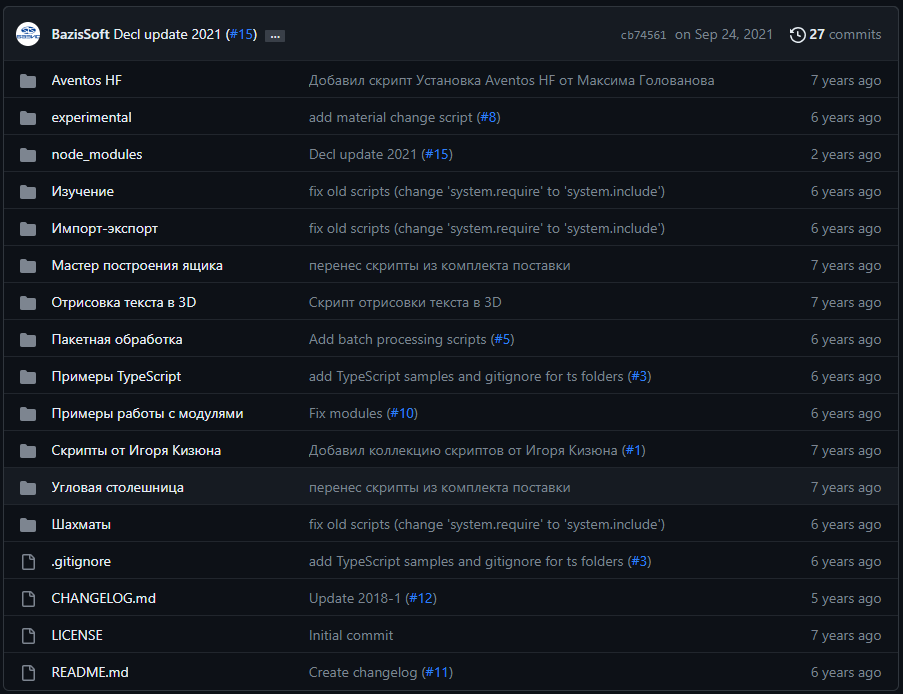 BazisSoft Decl update 2021 (#15) ... cb74561 on Sep 24, 2021 27 commits
Aventos HF Добавил скрипт Установка Aventos HF от Максима Голованова 7 years ago
experimental add material change script (#8) 6 years ago
node_modules Decl update 2021 (#15) 2 years ago
Изучение fix old scripts (change 'system.require' to 'system.include') 6 years ago
Импорт-экспорт fix old scripts (change 'system.require' to 'system.include') 6 years ago
Мастер построения ящика перенес скрипты из комплекта поставки 7 years ago
Отрисовка текста в 3D Скрипт отрисовки текста в 3D 7 years ago
Пакетная обработка Add batch processing scripts (#5) 6 years ago
Примеры TypeScript add TypeScript samples and gitignore for ts folders (#3) 6 years ago
Примеры работы с модулями Fix modules (#10) 6 years ago
Скрипты от Игоря Кизюна Добавил коллекцию скриптов от Игоря Кизюна (#1) 7 years ago
Угловая столешница перенес скрипты из комплекта поставки 7 years ago
Шахматы fix old scripts (change 'system.require' to 'system.include') 6 years ago
.gitignore add TypeScript samples and gitignore for ts folders (#3) 6 years ago
CHANGELOG.md Update 2018-1 (#12) 5 years ago
LICENSE Initial commit 7 years ago
README.md Create changelog (#11) 6 years ago